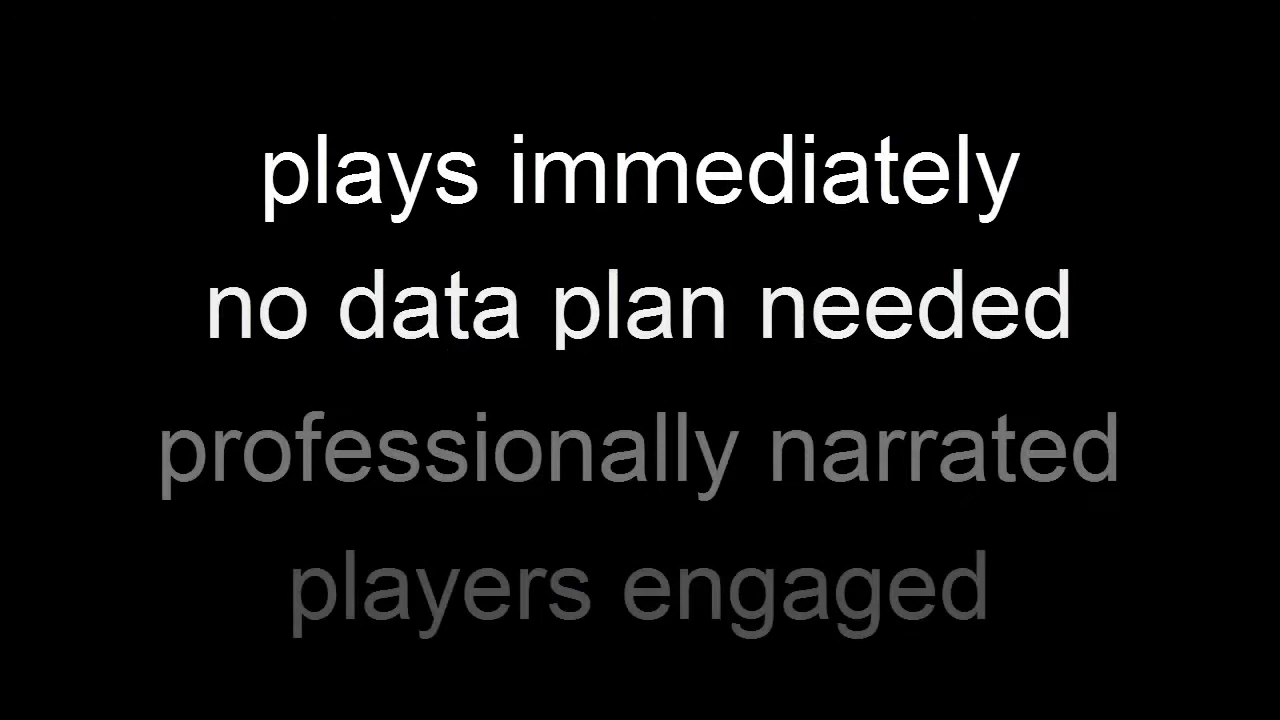 plays immediately
no data plan needed
professionally narrated
players engaged